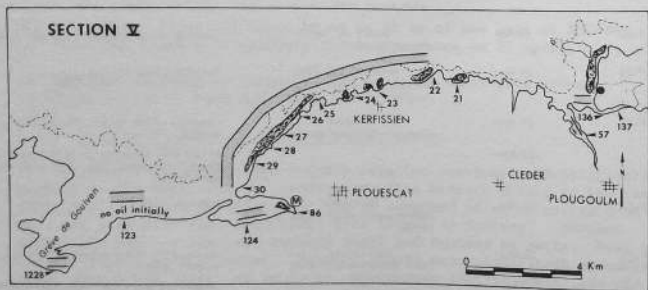 SECTION V
22
21
23
24
25
26
KERFISSIEN
27
28
29
136
137
57
30
PLOUESCAT
CLEDER
PLOUGOULM
N
M
86
no oil initially
Grève de Goulven
123
124
122B
0
4
Km